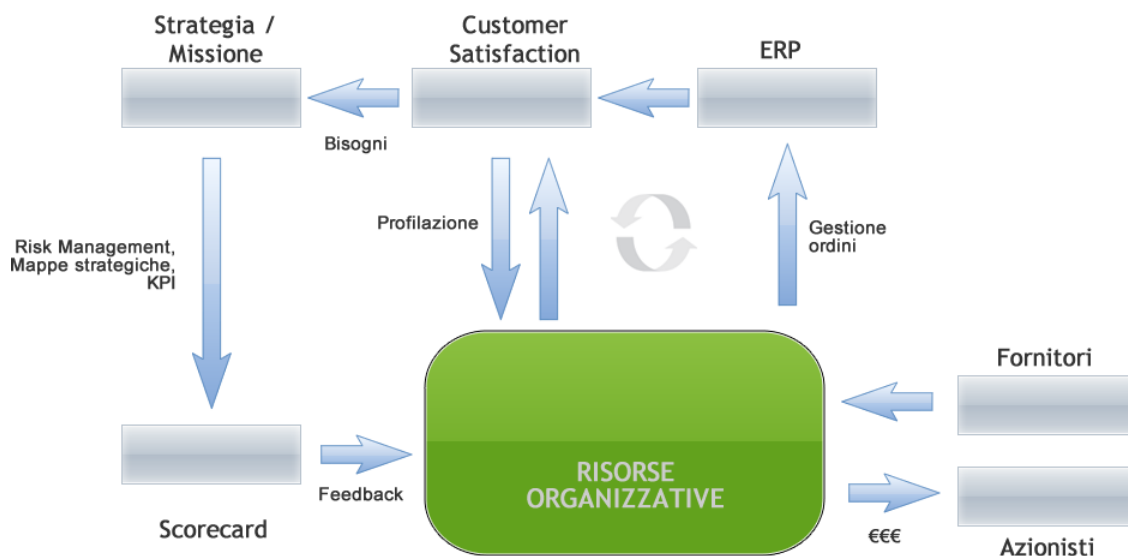 Strategia /
Missione
Customer
Satisfaction
ERP
Bisogni
Profilazione
Gestione
ordini
Risk Management,
Mappe strategiche,
KPI
Fornitori
RISORSE
ORGANIZZATIVE
Feedback
Scorecard
€€€
Azionisti